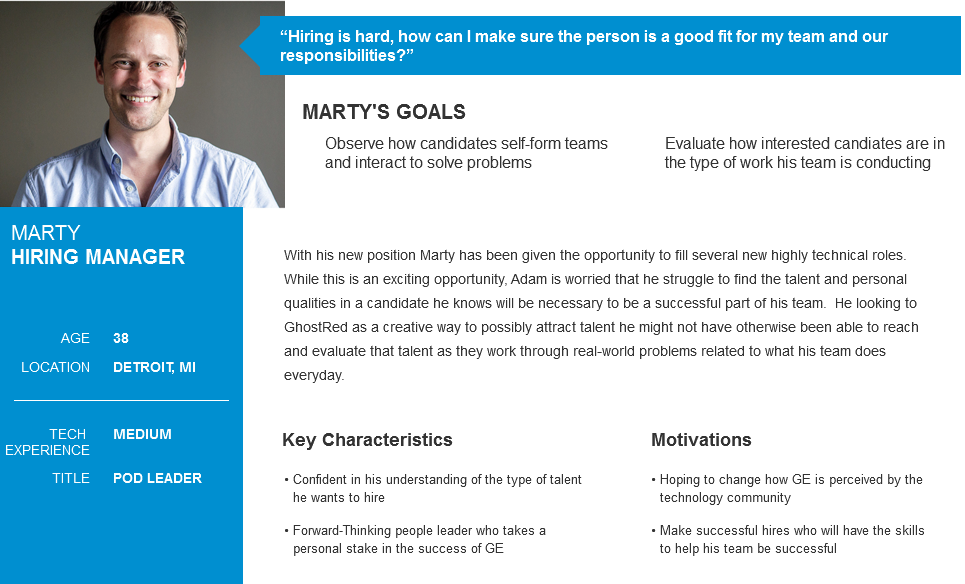 “Hiring is hard, how can I make sure the person is a good fit for my team and our
responsibilities?”
MARTY'S GOALS
Observe how candidates self-form teams
and interact to solve problems
Evaluate how interested candiates are in
the type of work his team is conducting
MARTY
HIRING MANAGER
AGE 38
LOCATION DETROIT, MI
TECH EXPERIENCE MEDIUM
TITLE POD LEADER
With his new position Marty has been given the opportunity to fill several new highly technical roles.
While this is an exciting opportunity, Adam is worried that he struggle to find the talent and personal
qualities in a candidate he knows will be necessary to be a successful part of his team.  He looking to
GhostRed as a creative way to possibly attract talent he might not have otherwise been able to reach
and evaluate that talent as they work through real-world problems related to what his team does
everyday.
Key Characteristics
• Confident in his understanding of the type of talent
he wants to hire
• Forward-Thinking people leader who takes a
personal stake in the success of GE
Motivations
• Hoping to change how GE is perceived by the
technology community
• Make successful hires who will have the skills
to help his team be successful